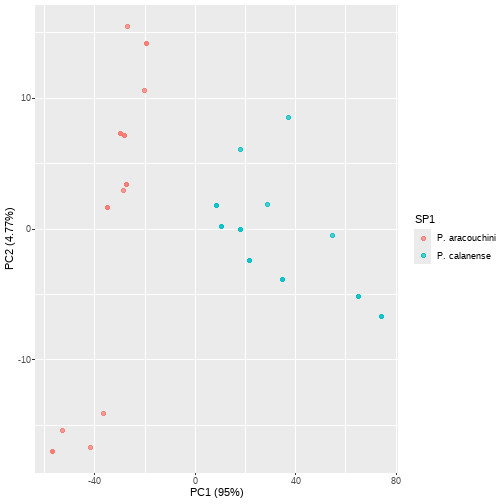 10
0
-10
-40
0
40
80
PC1 (95%)
PC2 (4.77%)
SP1
P. aracouchini
P. calanense